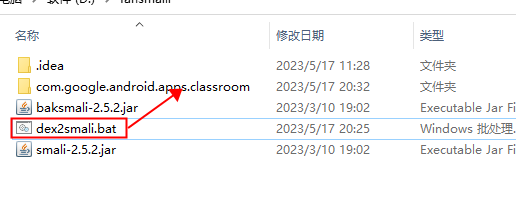 软件 (D:) › fansmali
名称 修改日期 类型
.idea 2023/5/17 11:28 文件夹
com.google.android.apps.classroom 2023/5/17 20:32 文件夹
baksmali-2.5.2.jar 2023/3/10 19:02 Executable Jar Fi
dex2smali.bat 2023/5/17 20:25 Windows 批处理
smali-2.5.2.jar 2023/3/10 19:02 Executable Jar Fi